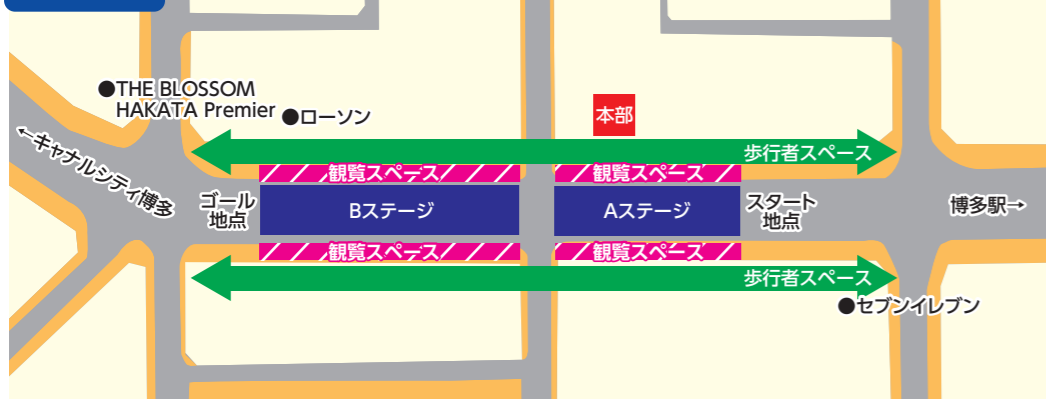 ●THE BLOSSOM
HAKATA Premier
●ローソン
本部
←キャナルシティ博多
歩行者スペース
観覧スペース
観覧スペース
ゴール
地点
Bステージ
Aステージ
スタート
地点
博多駅→
観覧スペース
観覧スペース
歩行者スペース
●セブンイレブン